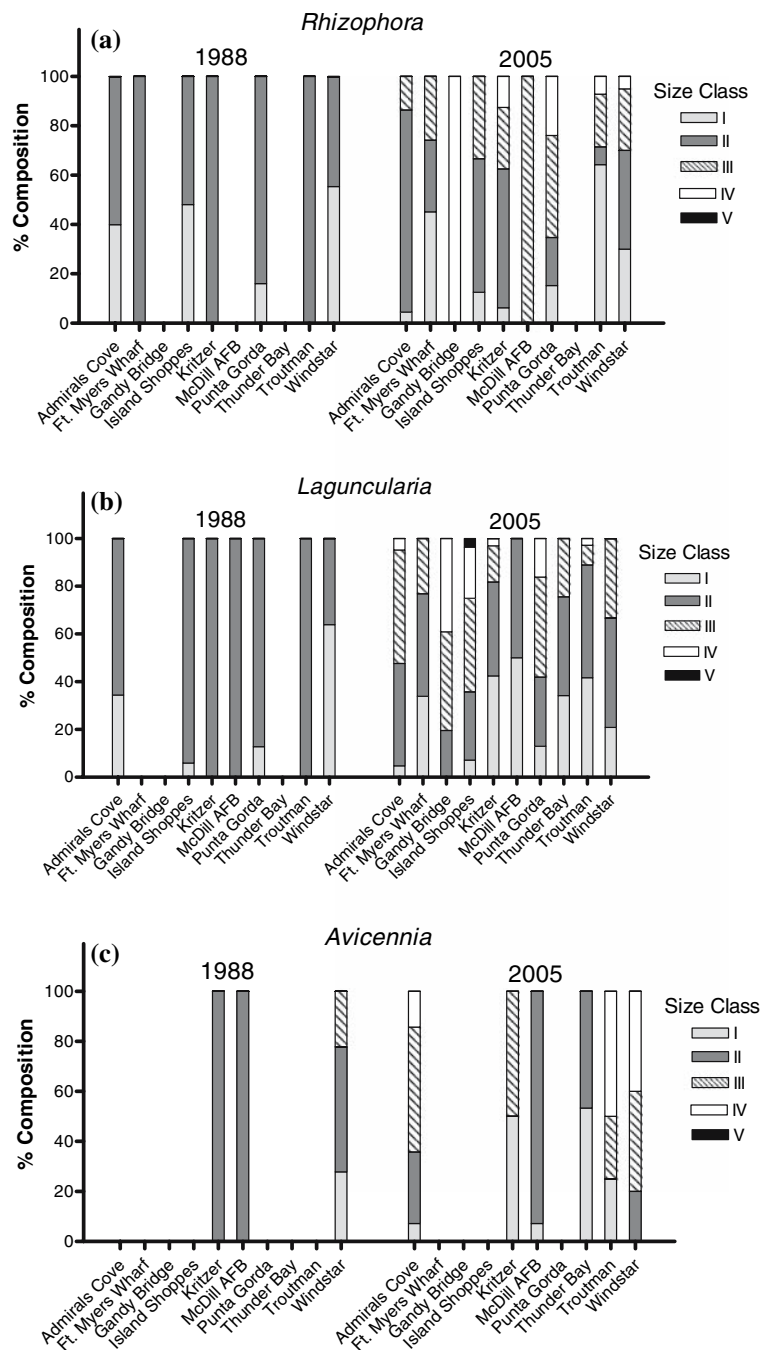 (a)
Rhizophora
1988
2005
% Composition
100
80
60
40
20
0
Admirals Cove
Ft. Myers Wharf
Gandy Bridge
Island Shoppes
Kritzer
McDill AFB
Punta Gorda
Thunder Bay
Troutman
Windstar
Admirals Cove
Ft. Myers Wharf
Gandy Bridge
Island Shoppes
Kritzer
McDill AFB
Punta Gorda
Thunder Bay
Troutman
Windstar
Size Class
I
II
III
IV
V
(b)
Laguncularia
1988
2005
% Composition
100
80
60
40
20
0
Admirals Cove
Ft. Myers Wharf
Gandy Bridge
Island Shoppes
Kritzer
McDill AFB
Punta Gorda
Thunder Bay
Troutman
Windstar
Admirals Cove
Ft. Myers Wharf
Gandy Bridge
Island Shoppes
Kritzer
McDill AFB
Punta Gorda
Thunder Bay
Troutman
Windstar
Size Class
I
II
III
IV
V
(c)
Avicennia
1988
2005
% Composition
100
80
60
40
20
0
Admirals Cove
Ft. Myers Wharf
Gandy Bridge
Island Shoppes
Kritzer
McDill AFB
Punta Gorda
Thunder Bay
Troutman
Windstar
Admirals Cove
Ft. Myers Wharf
Gandy Bridge
Island Shoppes
Kritzer
McDill AFB
Punta Gorda
Thunder Bay
Troutman
Windstar
Size Class
I
II
III
IV
V